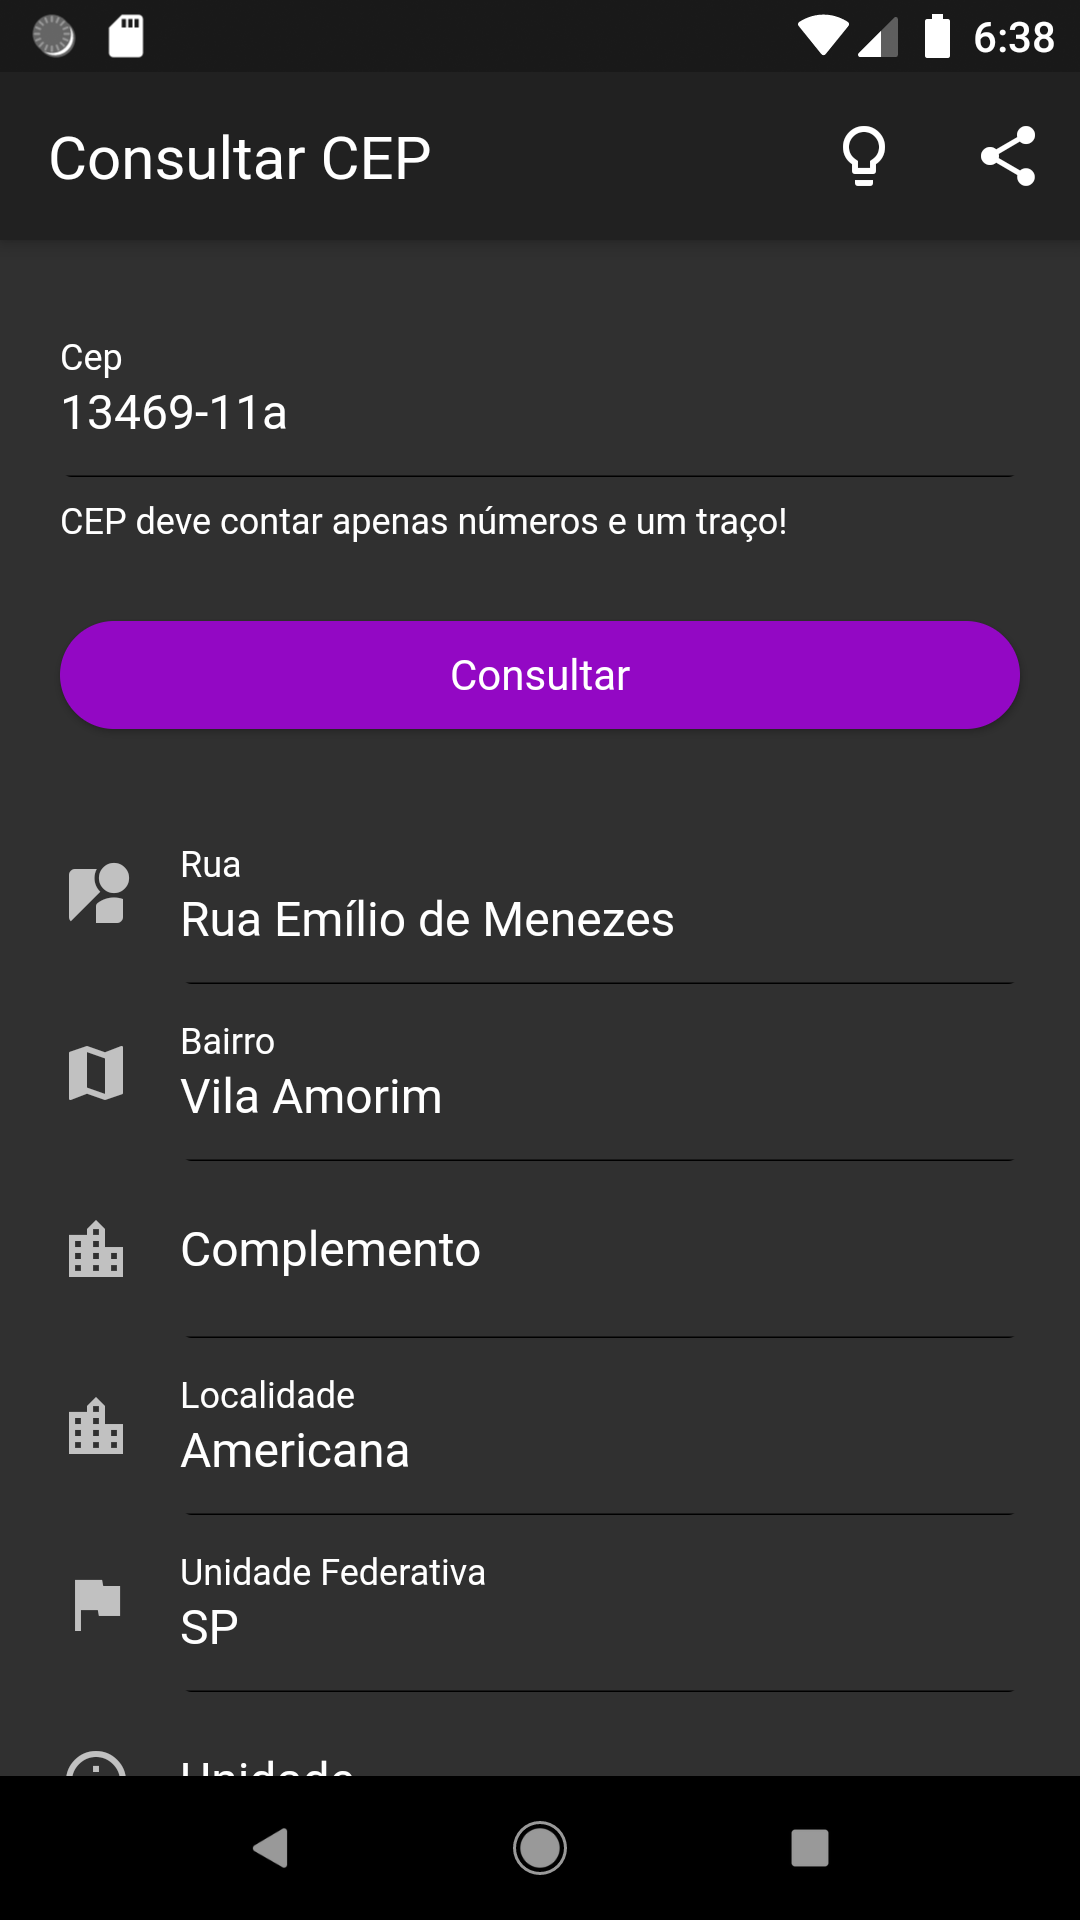 6:38
Consultar CEP
Cep
13469-11a
CEP deve contar apenas números e um traço!
Consultar
Rua
Rua Emílio de Menezes
Bairro
Vila Amorim
Complemento
Localidade
Americana
Unidade Federativa
SP
Unidade